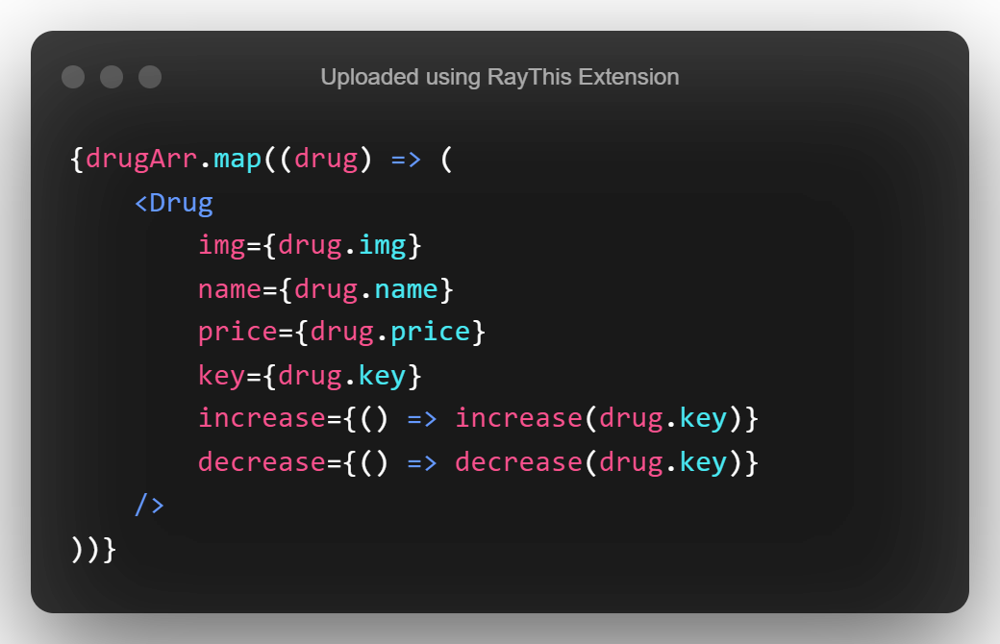 Uploaded using RayThis Extension
{drugArr.map((drug) => (
    <Drug
        img={drug.img}
        name={drug.name}
        price={drug.price}
        key={drug.key}
        increase={() => increase(drug.key)}
        decrease={() => decrease(drug.key)}
    />
))}